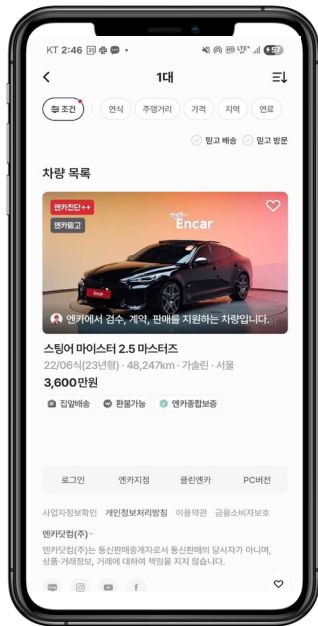 KT 2:46 31
LTE 57
1대
조건 연식 주행거리 가격 지역 연료
믿고 배송 믿고 방문
차량 목록
엔카진단++
엔카믿고
Encar
엔카에서 검수, 계약, 판매를 지원하는 차량입니다.
스팅어 마이스터 2.5 마스터즈
22/06식(23년형) · 48,247km · 가솔린 · 서울
3,600만원
집앞배송 환불가능 엔카종합보증
로그인 엔카지점 클린엔카 PC버전
사업자정보확인 개인정보처리방침 이용약관 금융소비자보호
엔카닷컴(주)
엔카닷컴(주)는 통신판매중개자로서 통신판매의 당사자가 아니며,
상품·거래정보, 거래에 대하여 책임을 지지 않습니다.